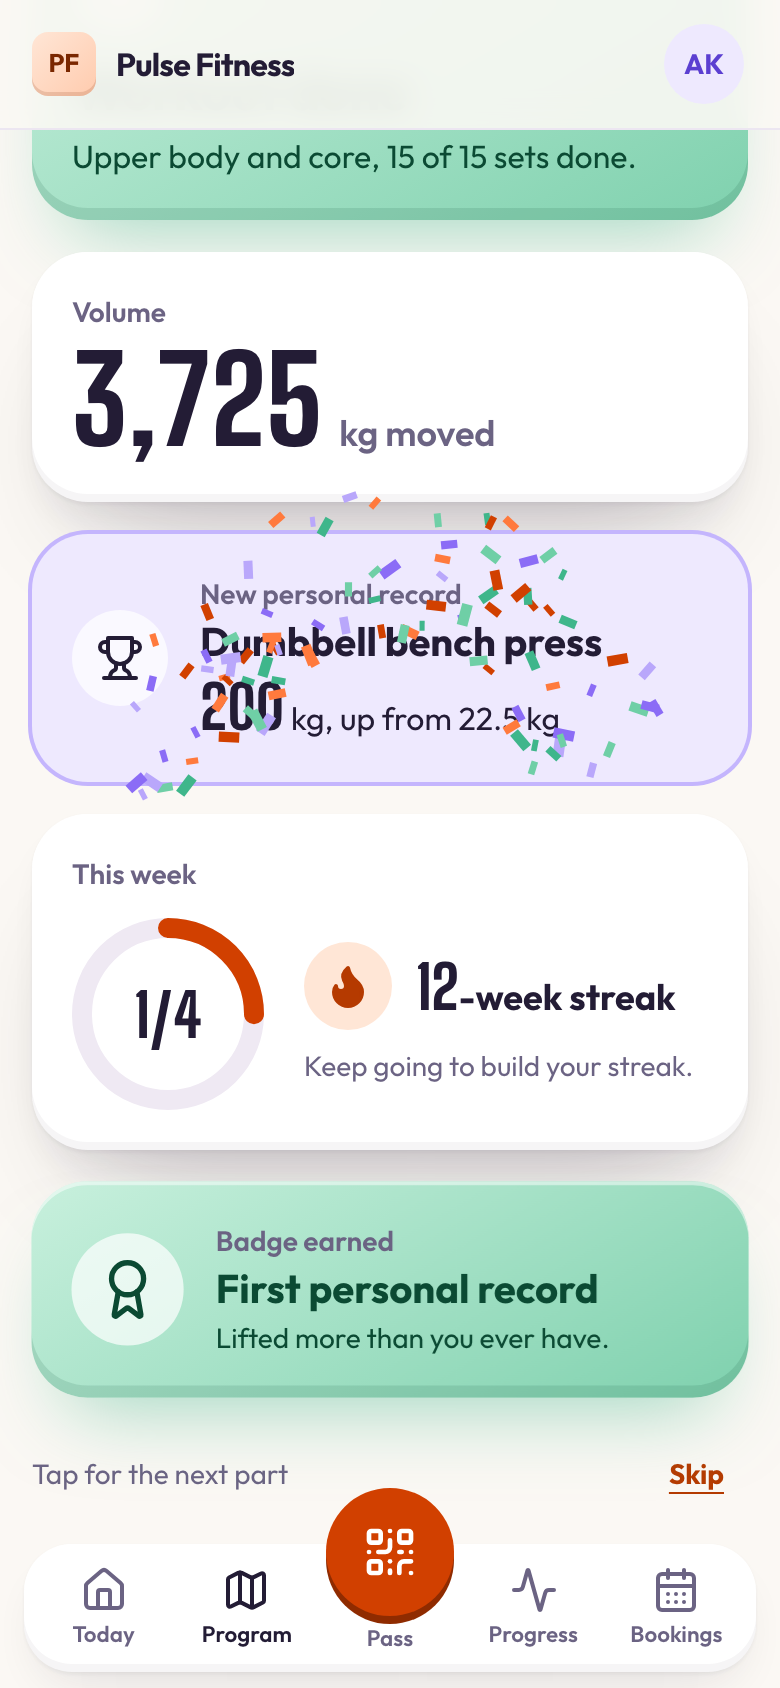 PF
Pulse Fitness
AK
Upper body and core, 15 of 15 sets done.
Volume
3,725 kg moved
New personal record
Dumbbell bench press
200 kg, up from 22.5 kg
This week
1/4
12-week streak
Keep going to build your streak.
Badge earned
First personal record
Lifted more than you ever have.
Tap for the next part
Skip
Today
Program
Pass
Progress
Bookings